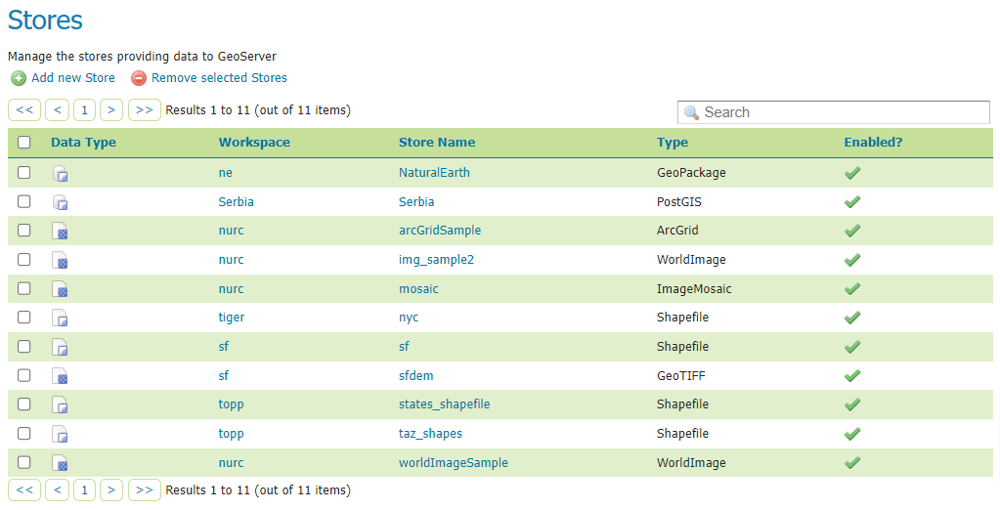 Stores
Manage the stores providing data to GeoServer
Add new Store Remove selected Stores
<< < 1 > >> Results 1 to 11 (out of 11 items) Search
Data Type Workspace Store Name Type Enabled?
ne NaturalEarth GeoPackage
Serbia Serbia PostGIS
nurc arcGridSample ArcGrid
nurc img_sample2 WorldImage
nurc mosaic ImageMosaic
tiger nyc Shapefile
sf sf Shapefile
sf sfdem GeoTIFF
topp states_shapefile Shapefile
topp taz_shapes Shapefile
nurc worldImageSample WorldImage
<< < 1 > >> Results 1 to 11 (out of 11 items)